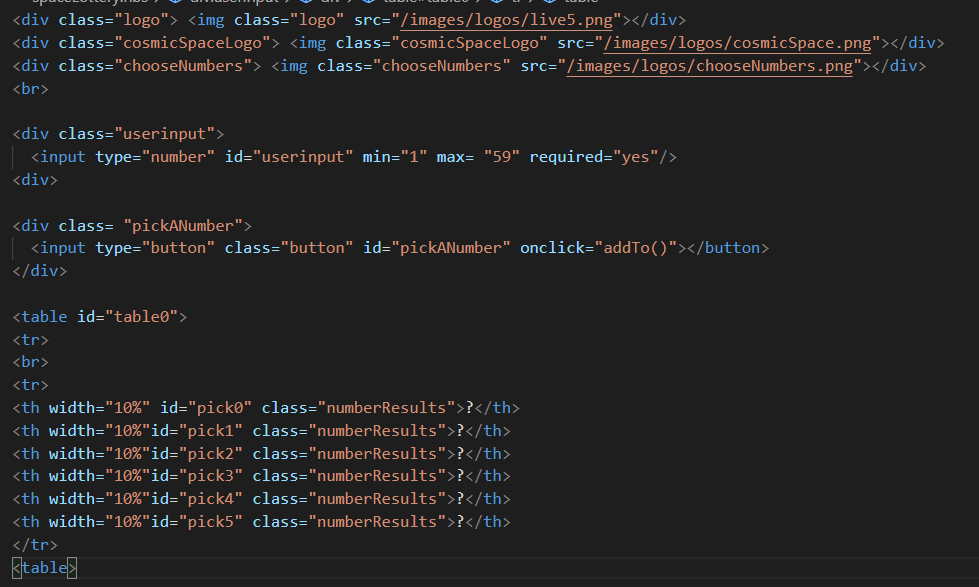 <div class="logo"> <img class="logo" src="/images/logos/live5.png"></div>
<div class="cosmicSpaceLogo"> <img class="cosmicSpaceLogo" src="/images/logos/cosmicSpace.png"></div>
<div class="chooseNumbers"> <img class="chooseNumbers" src="/images/logos/chooseNumbers.png"></div>
<br>
<div class="userinput">
<input type="number" id="userinput" min="1" max= "59" required="yes"/>
<div>
<div class= "pickANumber">
<input type="button" class="button" id="pickANumber" onclick="addTo()"></button>
</div>
<table id="table0">
<tr>
<br>
<tr>
<th width="10%" id="pick0" class="numberResults">?</th>
<th width="10%"id="pick1" class="numberResults">?</th>
<th width="10%"id="pick2" class="numberResults">?</th>
<th width="10%"id="pick3" class="numberResults">?</th>
<th width="10%"id="pick4" class="numberResults">?</th>
<th width="10%"id="pick5" class="numberResults">?</th>
</tr>
<table>